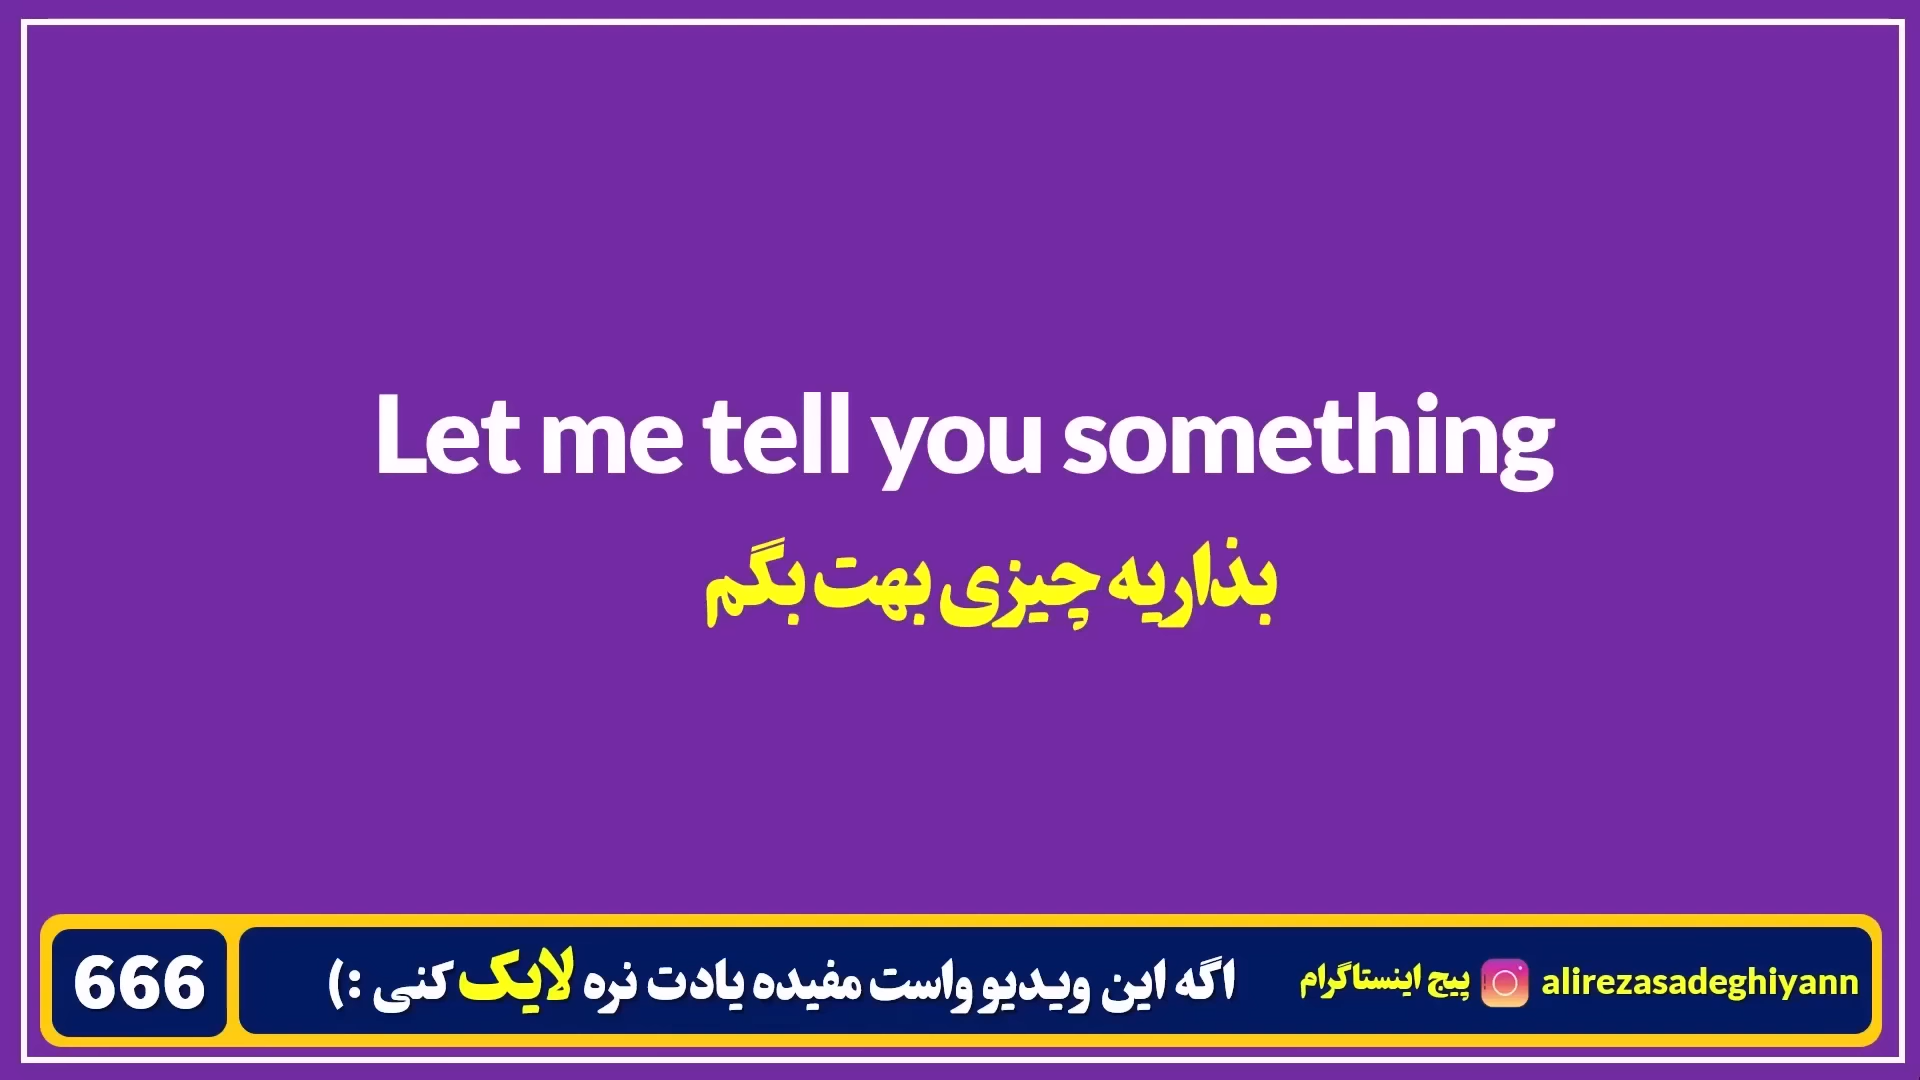 Let me tell you something
بذار یه چیزی بهت بگم
666
اگه این ویدیو واست مفیده یادت نره لایک کنی :)
پیج اینستاگرام alirezasadeghiyann